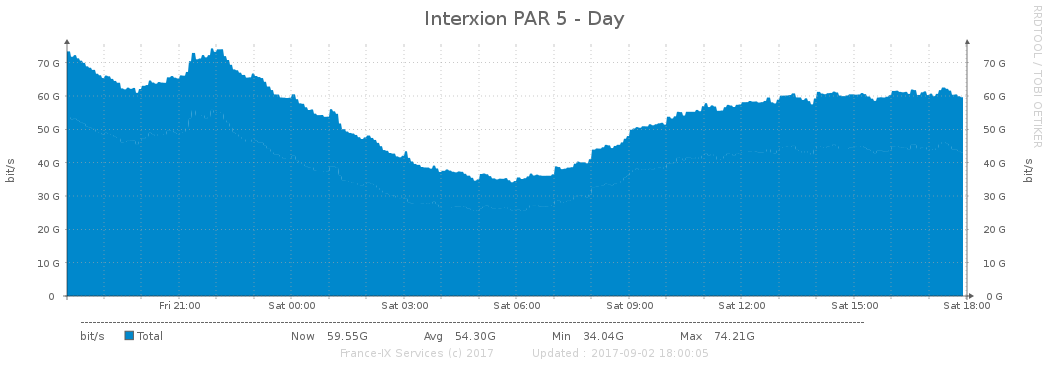 Interxion PAR 5 - Day
RRDTOOL / TOBI OETIKER
bit/s
bit/s
70 G 70 G
60 G 60 G
50 G 50 G
40 G 40 G
30 G 30 G
20 G 20 G
10 G 10 G
0 0 G
Fri 21:00 Sat 00:00 Sat 03:00 Sat 06:00 Sat 09:00 Sat 12:00 Sat 15:00 Sat 18:00
bit/s Total Now 59.55G Avg 54.30G Min 34.04G Max 74.21G
France-IX Services (c) 2017 Updated : 2017-09-02 18:00:05